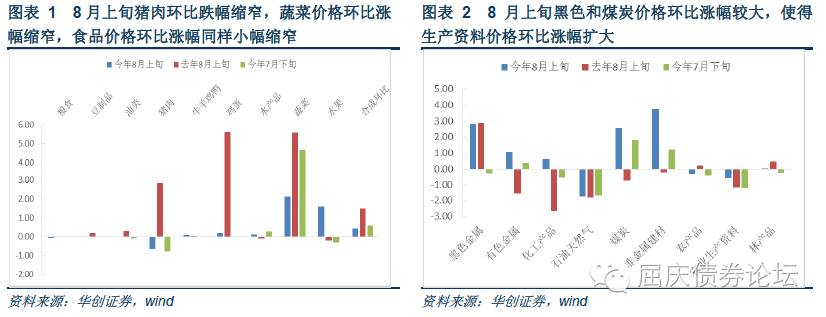 图表 1 8 月上旬猪肉环比跌幅缩窄，蔬菜价格环比涨
幅缩窄，食品价格环比涨幅同样小幅缩窄
今年8月上旬 去年8月上旬 今年7月下旬
粮食 豆制品 油类 猪肉 牛羊鸡鸭 鸡蛋 水产品 蔬菜 水果 合成环比
6.00
5.00
4.00
3.00
2.00
1.00
0.00
-1.00
-2.00
资料来源：华创证券，wind
图表 2 8 月上旬黑色和煤炭价格环比涨幅较大，使得
生产资料价格环比涨幅扩大
今年8月上旬 去年8月上旬 今年7月下旬
5.00
4.00
3.00
2.00
1.00
0.00
-1.00
-2.00
-3.00
黑色金属 有色金属 化工产品 石油天然气 煤炭 非金属建材 农产品 农业生产资料 林产品
资料来源：华创证券，wind
屈庆债券论坛